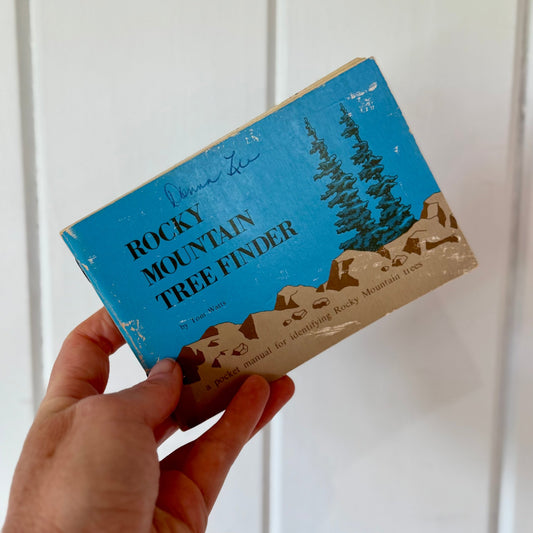 Donna Lee
ROCKY
MOUNTAIN
TREE FINDER
by Tom Watts
a pocket manual for identifying Rocky Mountain trees